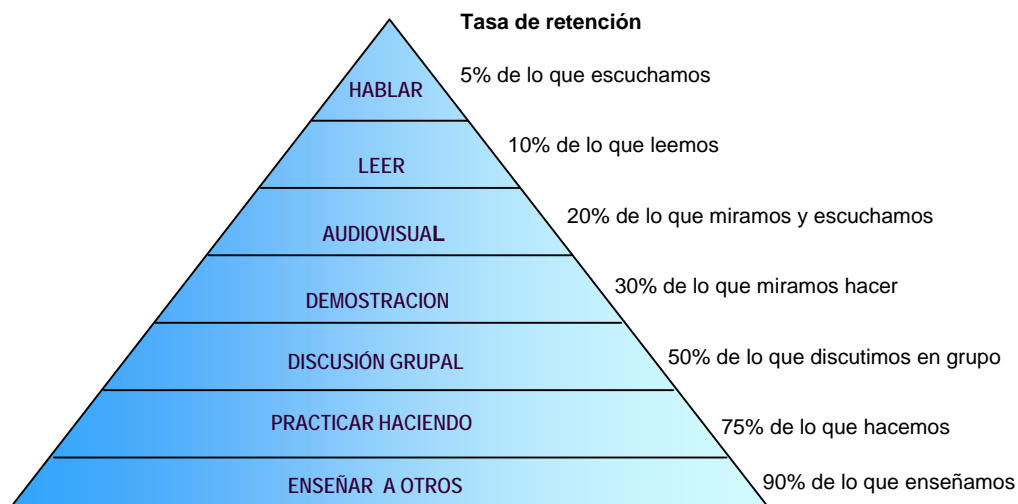 Tasa de retención
HABLAR
5% de lo que escuchamos
LEER
10% de lo que leemos
AUDIOVISUAL
20% de lo que miramos y escuchamos
DEMOSTRACION
30% de lo que miramos hacer
DISCUSIÓN GRUPAL
50% de lo que discutimos en grupo
PRACTICAR HACIENDO
75% de lo que hacemos
ENSEÑAR A OTROS
90% de lo que enseñamos